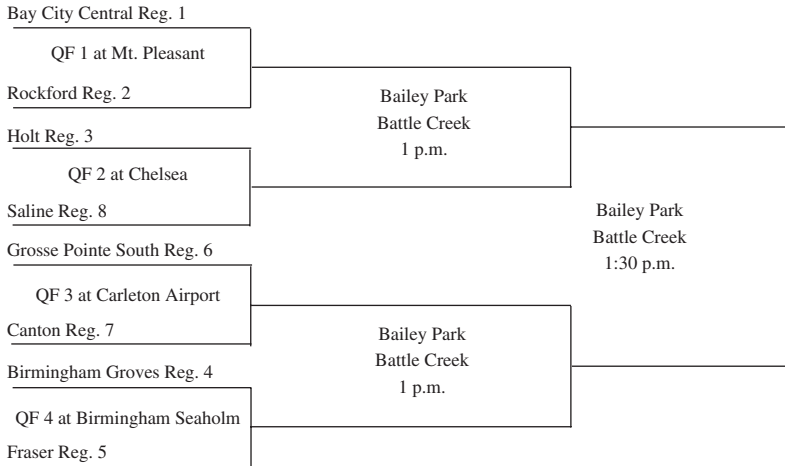 Bay City Central Reg. 1
QF 1 at Mt. Pleasant
Rockford Reg. 2
Holt Reg. 3
QF 2 at Chelsea
Saline Reg. 8
Grosse Pointe South Reg. 6
QF 3 at Carleton Airport
Canton Reg. 7
Birmingham Groves Reg. 4
QF 4 at Birmingham Seaholm
Fraser Reg. 5
Bailey Park
Battle Creek
1 p.m.
Bailey Park
Battle Creek
1 p.m.
Bailey Park
Battle Creek
1:30 p.m.